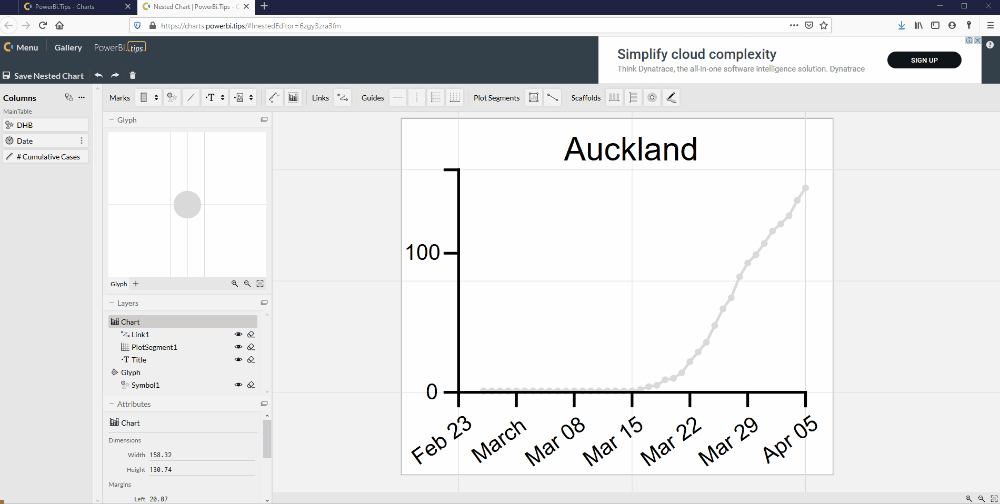 PowerBi.Tips - Charts
Nested Chart | PowerBi.Tips - C
https://charts.powerbi.tips/#!nestedEditor=
Menu
Gallery
PowerBI.tips
Simplify cloud complexity
Think Dynatrace, the all-in-one software intelligence solution. Dynatrace
SIGN UP
Save Nested Chart
Columns
MainTable
DHB
Date
# Cumulative Cases
Marks
Links
Guides
Plot Segments
Scaffolds
Glyph
Glyph
Layers
Chart
Link1
PlotSegment1
Title
Glyph
Symbol1
Attributes
Chart
Dimensions
Width 158.32
Height 130.74
Margins
Left 20.87
Auckland
100
0
Feb 23
March
Mar 08
Mar 15
Mar 22
Mar 29
Apr 05